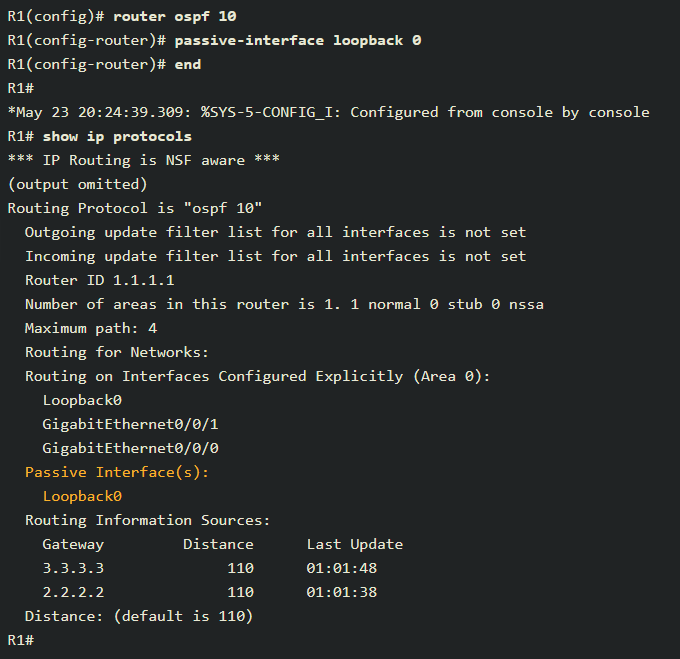 R1(config)# router ospf 10
R1(config-router)# passive-interface loopback 0
R1(config-router)# end
R1#
*May 23 20:24:39.309: %SYS-5-CONFIG_I: Configured from console by console
R1# show ip protocols
*** IP Routing is NSF aware ***
(output omitted)
Routing Protocol is "ospf 10"
  Outgoing update filter list for all interfaces is not set
  Incoming update filter list for all interfaces is not set
  Router ID 1.1.1.1
  Number of areas in this router is 1. 1 normal 0 stub 0 nssa
  Maximum path: 4
  Routing for Networks:
  Routing on Interfaces Configured Explicitly (Area 0):
    Loopback0
    GigabitEthernet0/0/1
    GigabitEthernet0/0/0
  Passive Interface(s):
    Loopback0
  Routing Information Sources:
    Gateway         Distance      Last Update
    3.3.3.3              110      01:01:48
    2.2.2.2              110      01:01:38
  Distance: (default is 110)
R1#